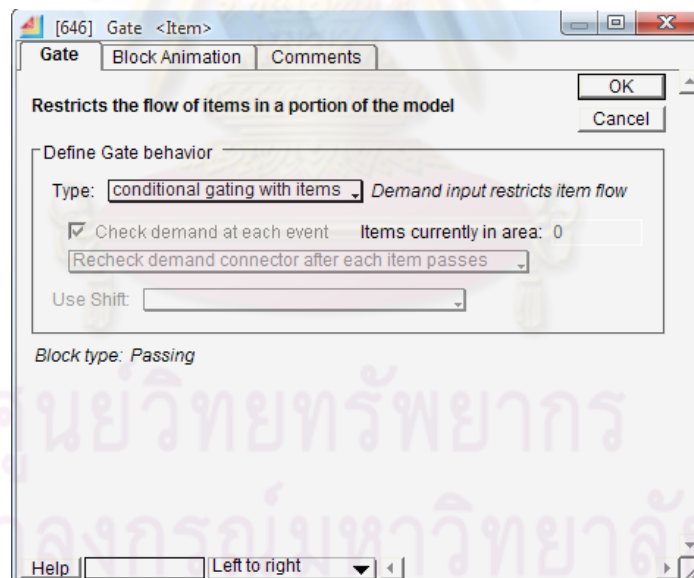 [646] Gate <Item>
Gate Block Animation Comments
OK
Restricts the flow of items in a portion of the model
Cancel
Define Gate behavior
Type: conditional gating with items Demand input restricts item flow
Check demand at each event Items currently in area: 0
Recheck demand connector after each item passes
Use Shift:
Block type: Passing
ศูนย์วิทยทรัพยากร
จุฬาลงกรณ์มหาวิทยาลัย
Help Left to right